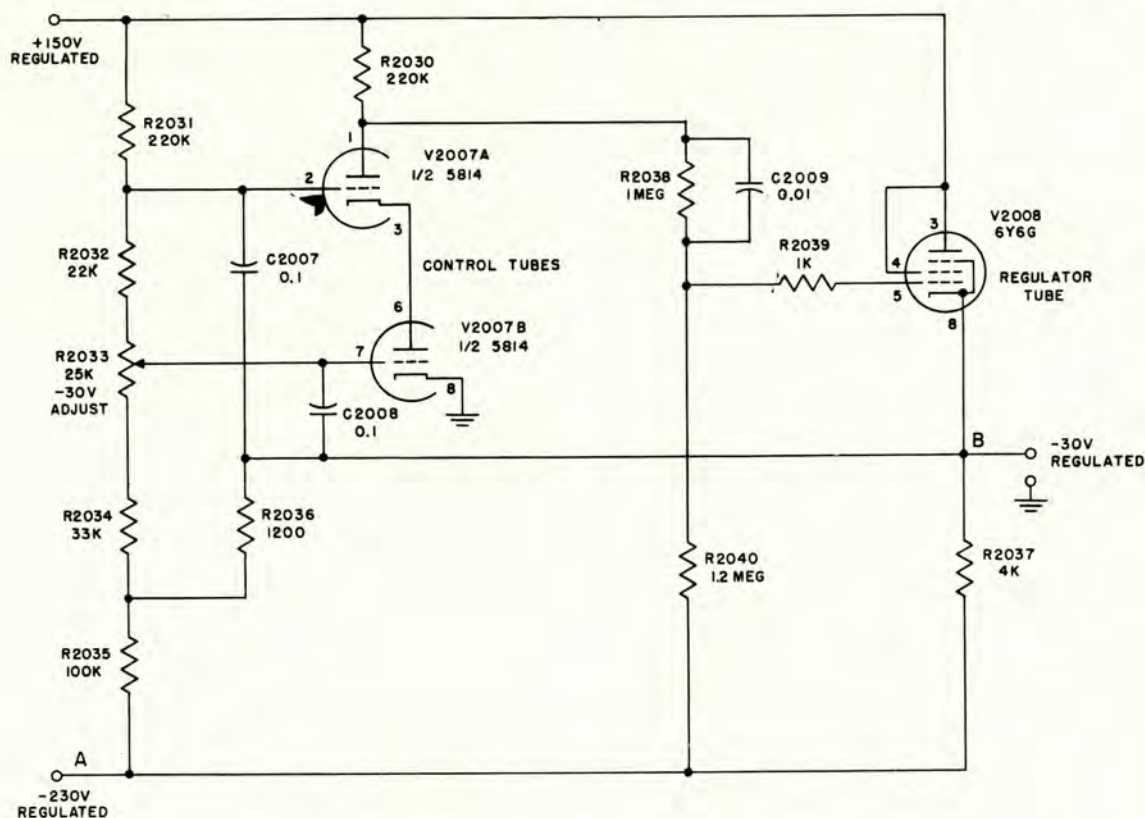 +150V
REGULATED
R2031
220K
R2030
220K
1
V2007A
1/2 5814
2
3
R2038
1 MEG
C2009
0.01
R2032
22K
C2007
0.1
CONTROL TUBES
R2039
1K
3
4
5
8
V2008
6Y6G
REGULATOR
TUBE
R2033
25K
-30V
ADJUST
6
V2007B
1/2 5814
7
8
C2008
0.1
B
-30V
REGULATED
R2034
33K
R2036
1200
R2040
1.2 MEG
R2037
4K
R2035
100K
A
-230V
REGULATED